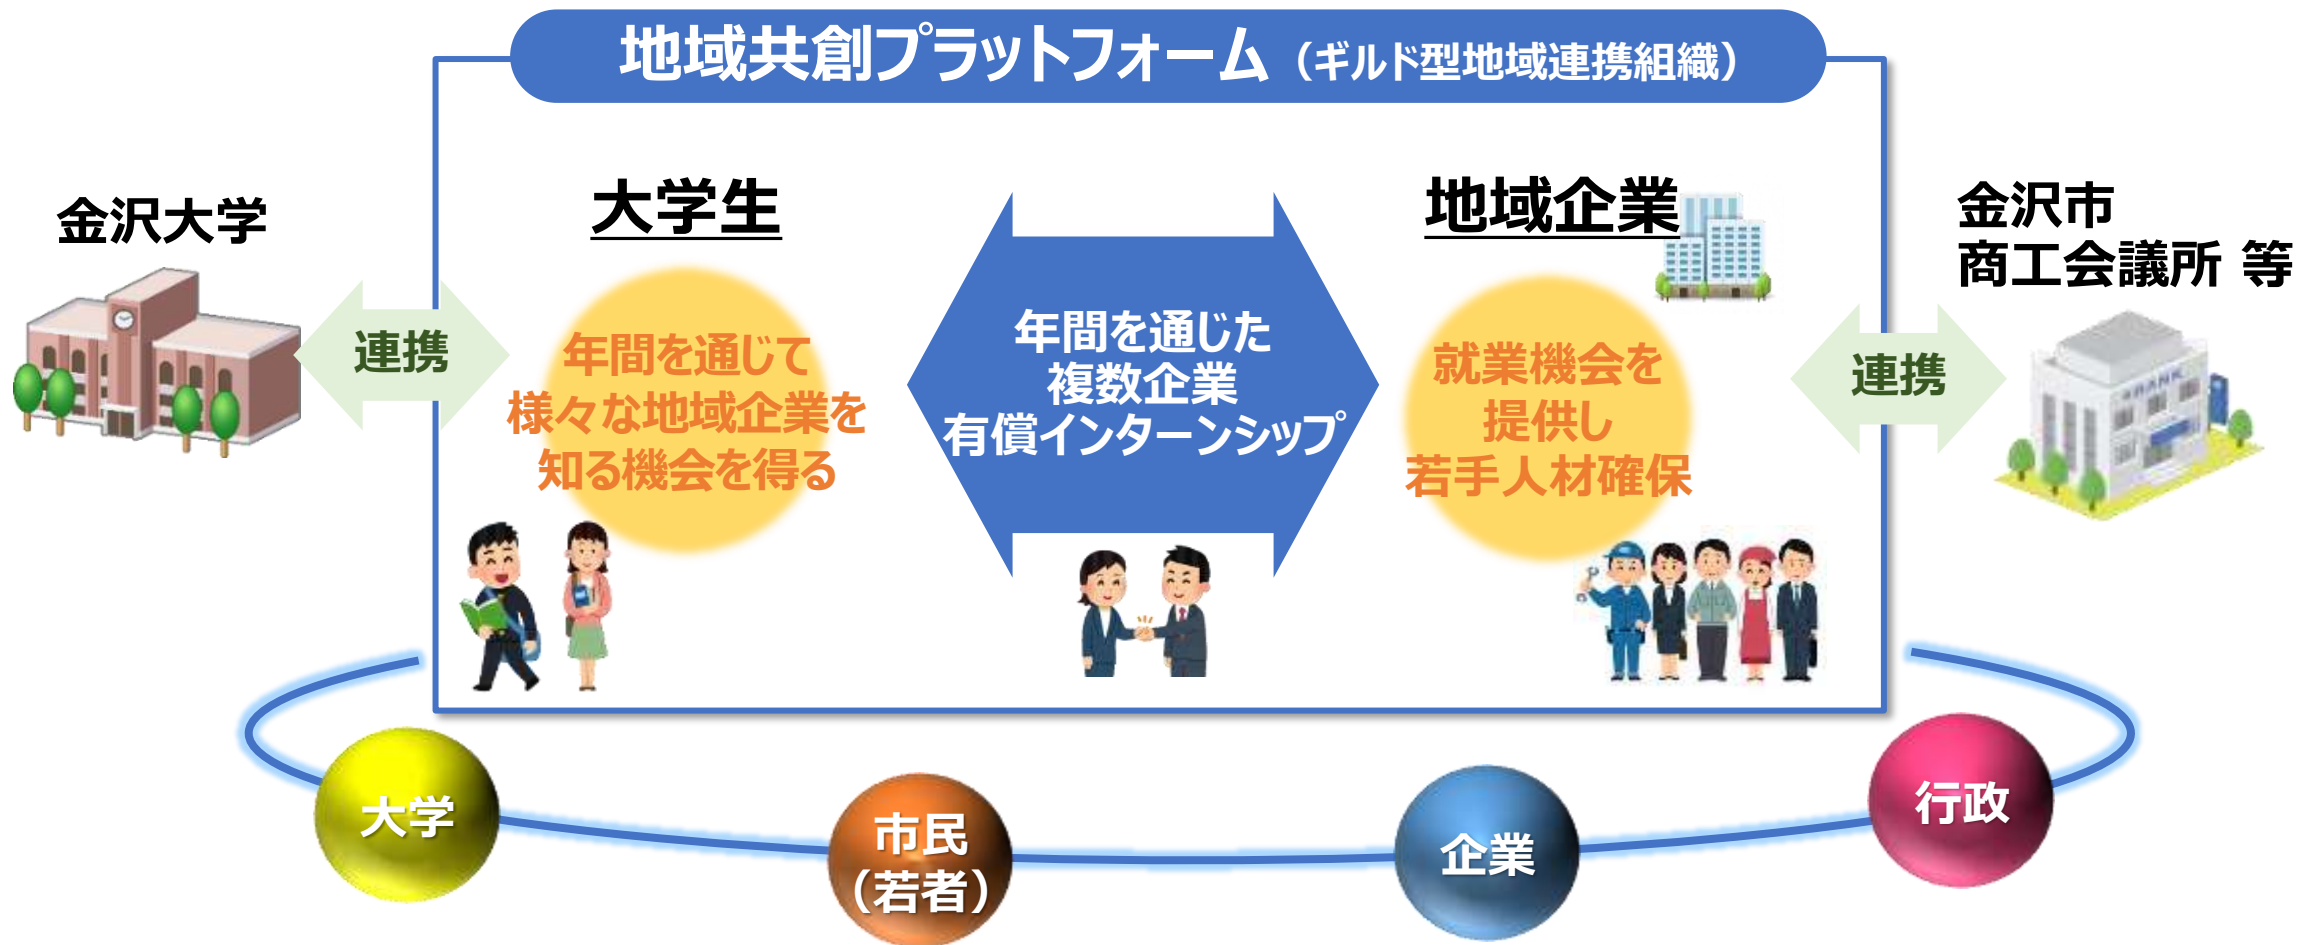 地域共創プラットフォーム（ギルド型地域連携組織）
金沢大学
連携
大学生
年間を通じて
様々な地域企業を
知る機会を得る
年間を通じた
複数企業
有償インターンシップ
地域企業
就業機会を
提供し
若手人材確保
連携
金沢市
商工会議所 等
BANK
大学
市民
（若者）
企業
行政